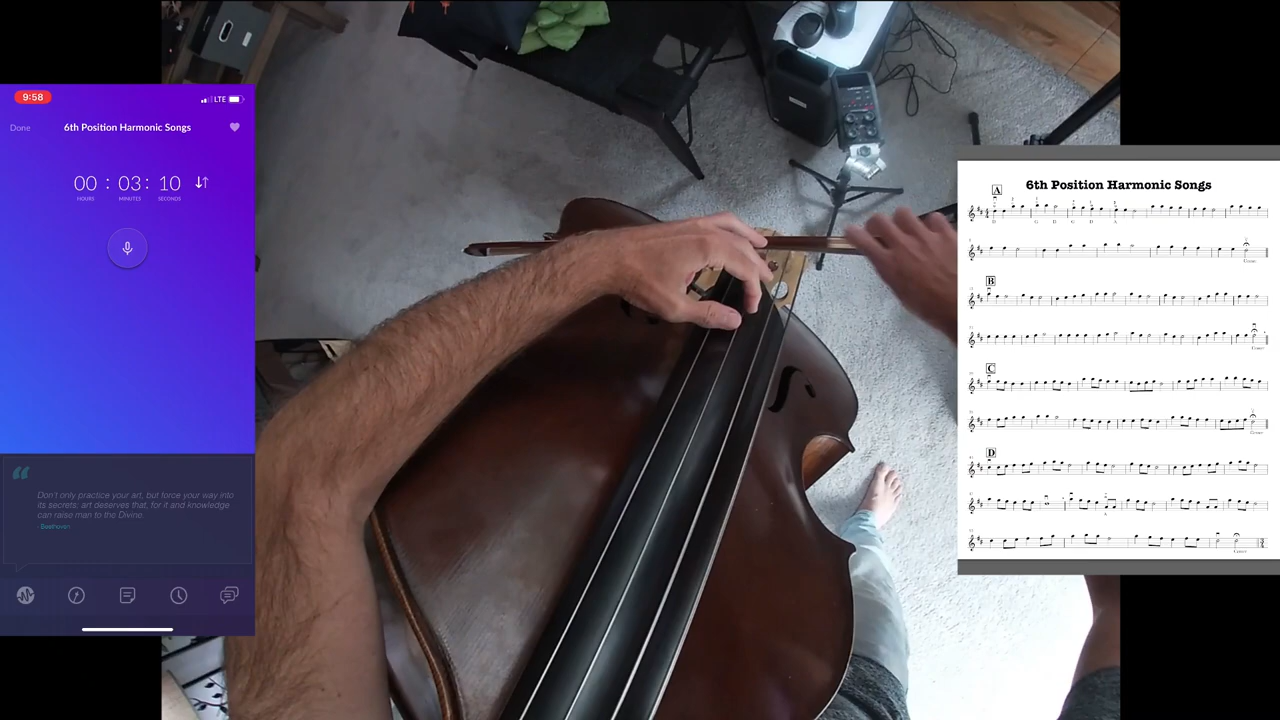 9:58
LTE
Done
6th Position Harmonic Songs
00 : 03 : 10
HOURS MINUTES SECONDS
Don't only practice your art, but force your way into
its secrets; art deserves that, for it and knowledge
can raise man to the Divine.
- Beethoven
6th Position Harmonic Songs
A
B
C
D